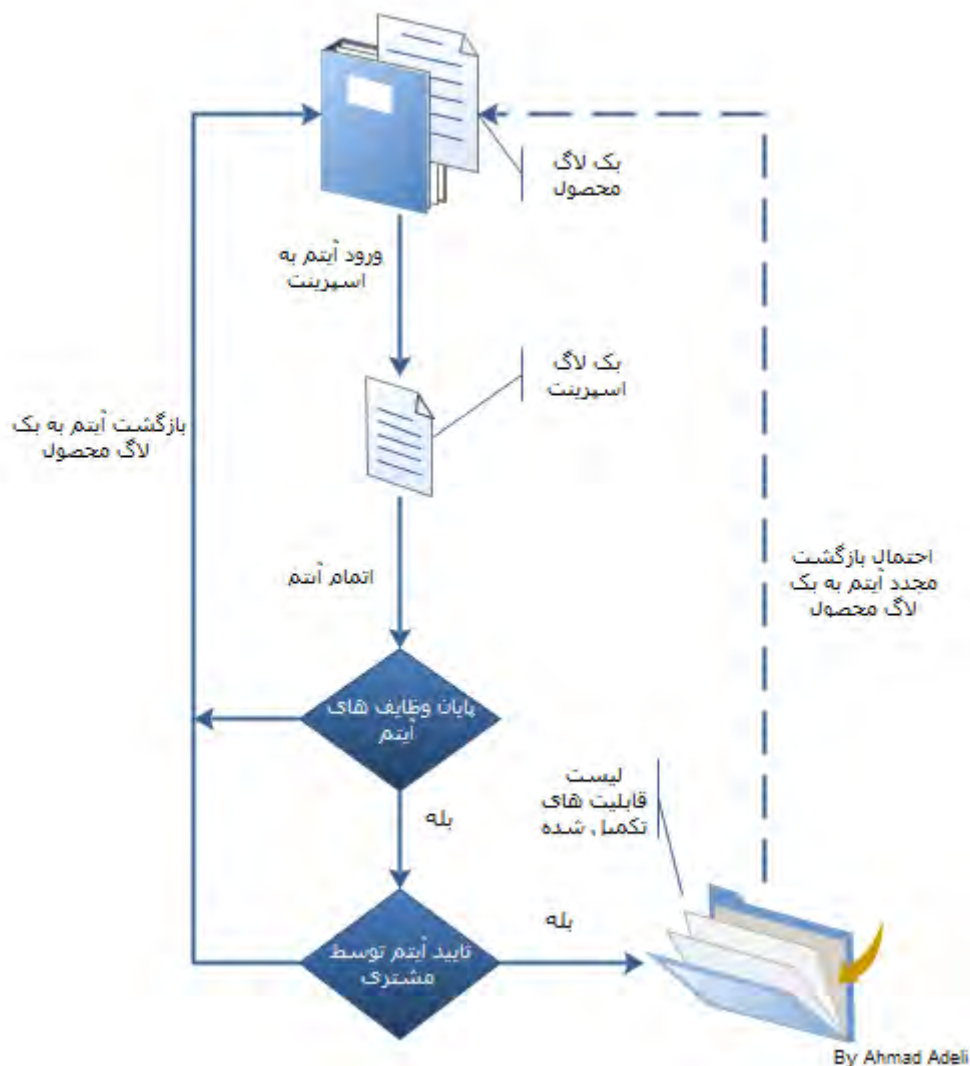 بک لاگ
محصول
ورود آیتم به
اسپرینت
بک لاگ
اسپرینت
بازگشت آیتم به بک
لاگ محصول
احتمال بازگشت
مجدد آیتم به بک
لاگ محصول
اتمام آیتم
پایان وظایف های
آیتم
بله
لیست
قابلیت های
تکمیل شده
تایید آیتم توسط
مشتری
بله
By Ahmad Adeli